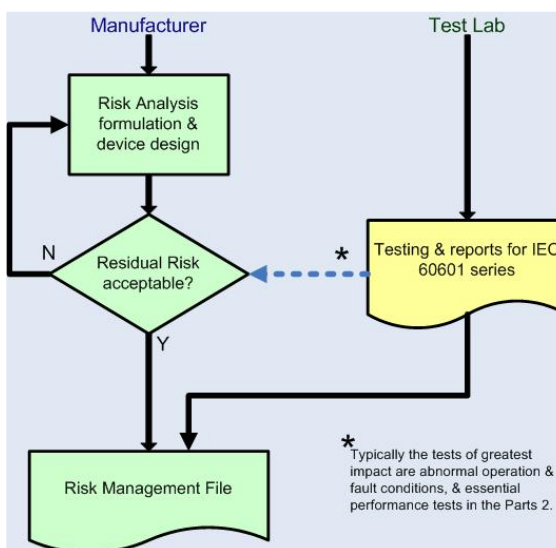 Manufacturer
Test Lab
Risk Analysis
formulation &
device design
N
Residual Risk
acceptable?
*
Testing & reports for IEC
60601 series
Y
Risk Management File
*
Typically the tests of greatest
impact are abnormal operation &
fault conditions, & essential
performance tests in the Parts 2.